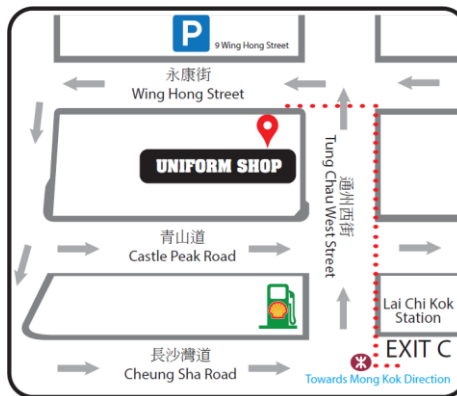 P
9 Wing Hong Street
永康街
Wing Hong Street
UNIFORM SHOP
通州西街
Tung Chau West Street
青山道
Castle Peak Road
Lai Chi Kok
Station
長沙灣道
Cheung Sha Road
EXIT C
Towards Mong Kok Direction